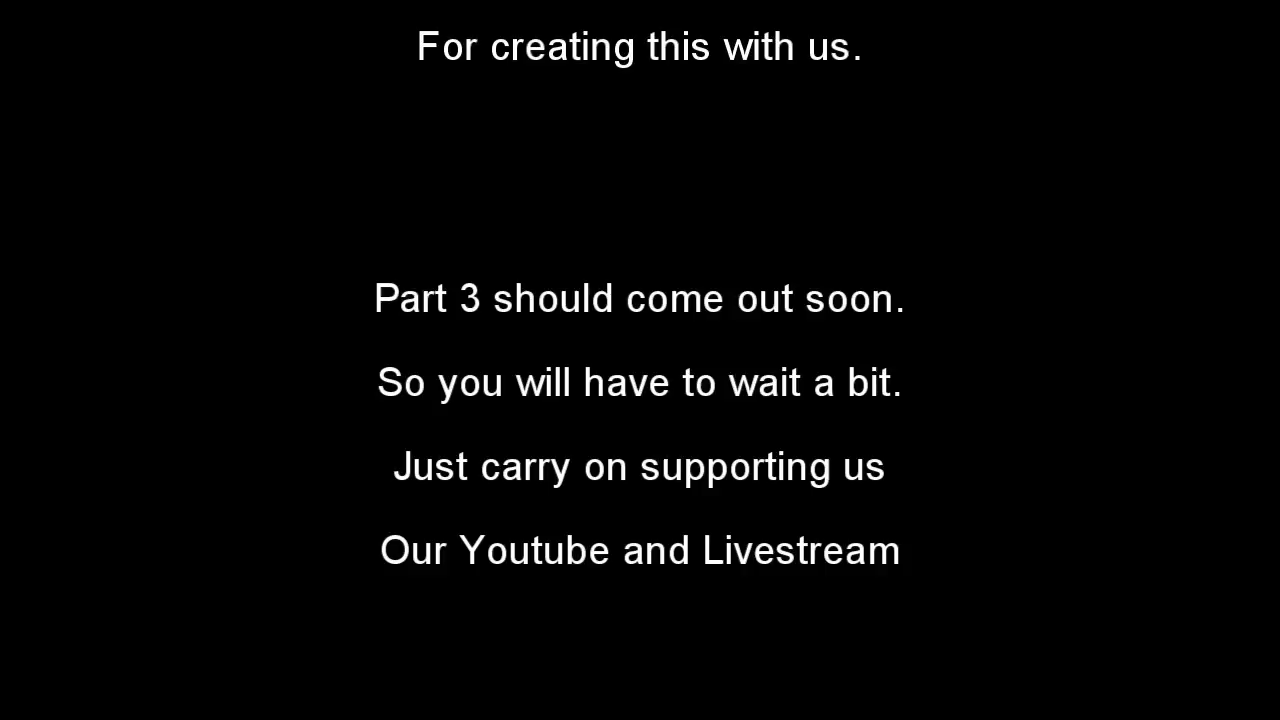 For creating this with us.
Part 3 should come out soon.
So you will have to wait a bit.
Just carry on supporting us
Our Youtube and Livestream